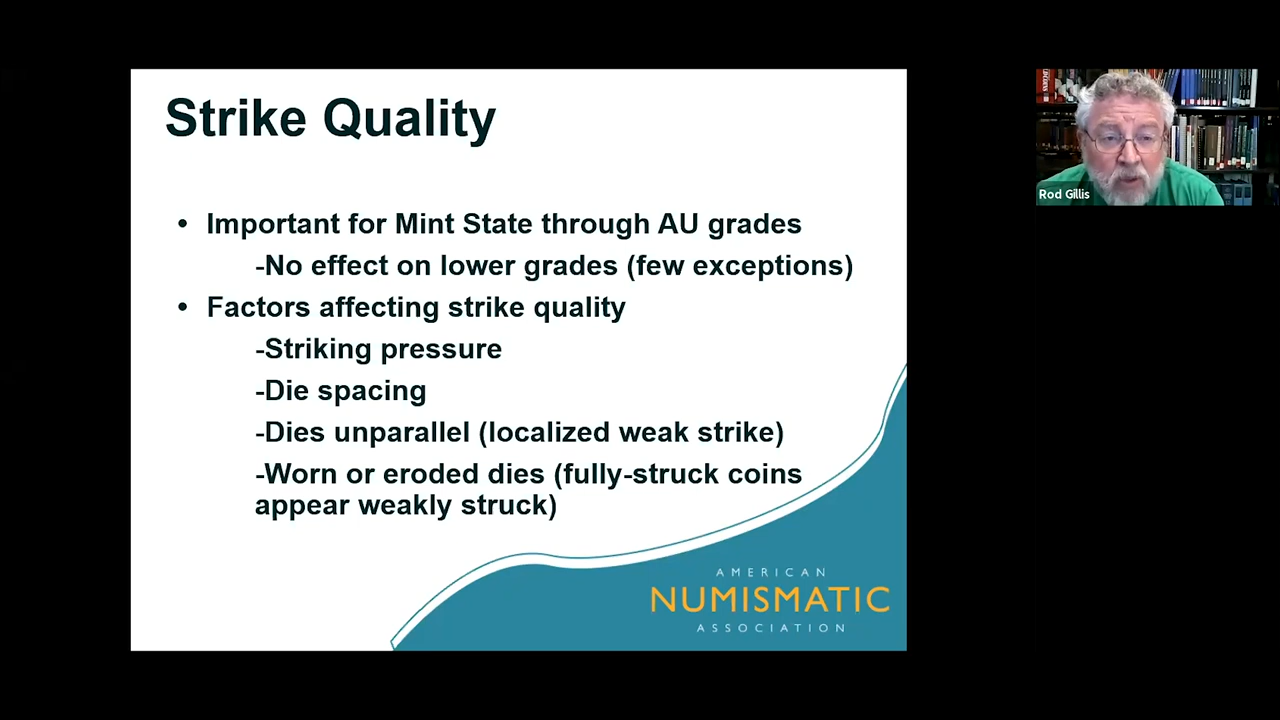 Strike Quality
• Important for Mint State through AU grades
-No effect on lower grades (few exceptions)
• Factors affecting strike quality
-Striking pressure
-Die spacing
-Dies unparallel (localized weak strike)
-Worn or eroded dies (fully-struck coins
appear weakly struck)
AMERICAN
NUMISMATIC
ASSOCIATION
Rod Gillis